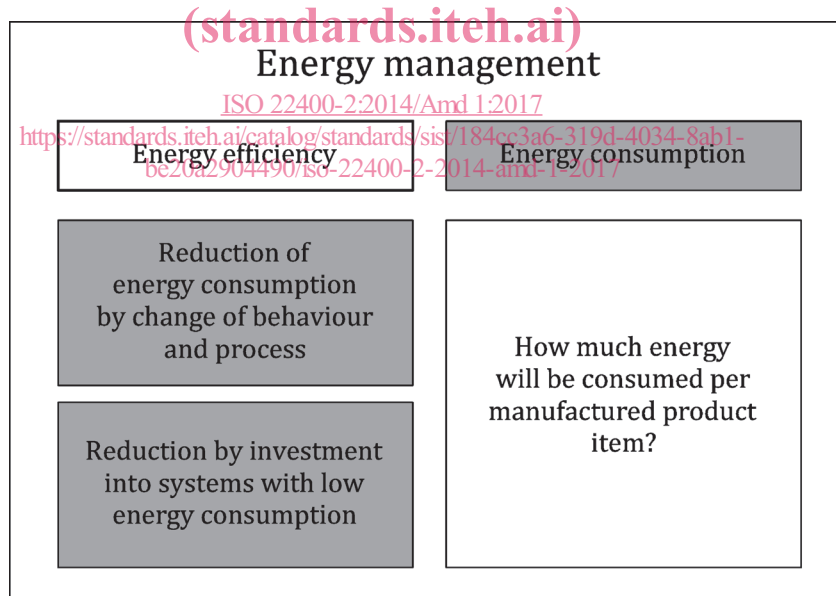 (standards.iteh.ai)
Energy management
ISO 22400-2:2014/Amd 1:2017
https://standards.iteh.ai/catalog/standards/sist/184cc3a6-319d-4034-8ab1-
be20a2904490/iso-22400-2-2014-amd-1-2017
Energy efficiency
Energy consumption
Reduction of
energy consumption
by change of behaviour
and process
Reduction by investment
into systems with low
energy consumption
How much energy
will be consumed per
manufactured product
item?